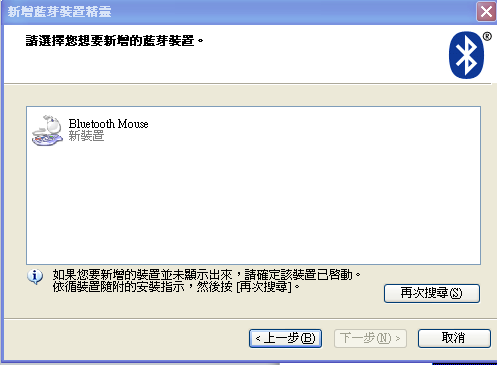 新增藍芽裝置精靈
請選擇您想要新增的藍芽裝置。
®
Bluetooth Mouse
新裝置
如果您要新增的裝置並未顯示出來，請確定該裝置已啓動。
依循裝置隨附的安裝指示，然後按 [再次搜尋]。
再次搜尋(S)
< 上一步(B)
下一步(N) >
取消